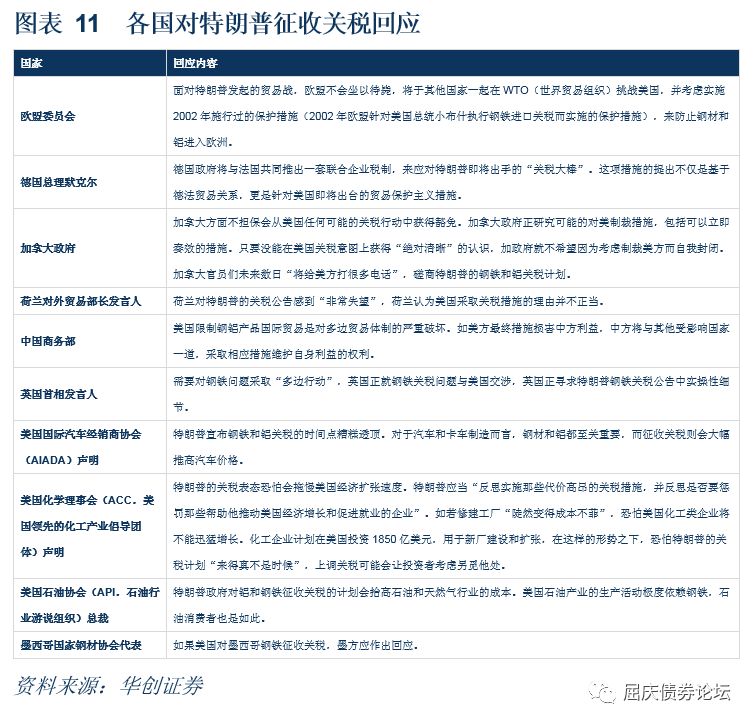 图表 11 各国对特朗普征收关税回应
国家 回应内容
欧盟委员会
面对特朗普发起的贸易战，欧盟不会坐以待毙，将于其他国家一起在 WTO（世界贸易组织）挑战美国，并考虑实施
2002 年施行过的保护措施（2002 年欧盟针对美国总统小布什执行钢铁进口关税而实施的保护措施），来防止钢材和
铝进入欧洲。
德国总理默克尔
德国政府将与法国共同推出一套联合企业税制，来应对特朗普即将出手的“关税大棒”。这项措施的提出不仅是基于
德法贸易关系，更是针对美国即将出台的贸易保护主义措施。
加拿大政府
加拿大方面不担保会从美国任何可能的关税行动中获得豁免。加拿大政府正研究可能的对美制裁措施，包括可以立即
奏效的措施。只要没能在美国关税意图上获得“绝对清晰”的认识，加政府就不希望因为考虑制裁美方而自我封闭。
加拿大官员们未来数日“将给美方打很多电话”，磋商特朗普的钢铁和铝关税计划。
荷兰对外贸易部长发言人
荷兰对特朗普的关税公告感到“非常失望”，荷兰认为美国采取关税措施的理由并不正当。
中国商务部
美国限制钢铝产品国际贸易是对多边贸易体制的严重破坏。如美方最终措施损害中方利益，中方将与其他受影响国家
一道，采取相应措施维护自身利益的权利。
英国首相发言人
需要对钢铁问题采取“多边行动”，英国正就钢铁关税问题与美国交涉，英国正寻求特朗普钢铁关税公告中实操性细
节。
美国国际汽车经销商协会
（AIADA）声明
特朗普宣布钢铁和铝关税的时间点糟糕透顶。对于汽车和卡车制造而言，钢材和铝都至关重要，而征收关税则会大幅
推高汽车价格。
美国化学理事会（ACC，美
国领先的化工产业倡导团
体）声明
特朗普的关税表态恐怕会拖慢美国经济扩张速度。特朗普应当“反思实施那些代价高昂的关税措施，并反思是否要惩
罚那些帮助他推动美国经济增长和促进就业的企业”。如若修建工厂“陡然变得成本不菲”，恐怕美国化工类企业将
不能迅猛增长。化工企业计划在美国投资 1850 亿美元，用于新厂建设和扩张，在这样的形势之下，恐怕特朗普的关
税计划“来得真不是时候”，上调关税可能会让投资者考虑另觅他处。
美国石油协会（API，石油行
业游说组织）总裁
特朗普政府对铝和钢铁征收关税的计划会抬高石油和天然气行业的成本。美国石油产业的生产活动极度依赖钢铁，石
油消费者也是如此。
墨西哥国家钢材协会代表
如果美国对墨西哥钢铁征收关税，墨方应作出回应。
资料来源：华创证券
屈庆债券论坛